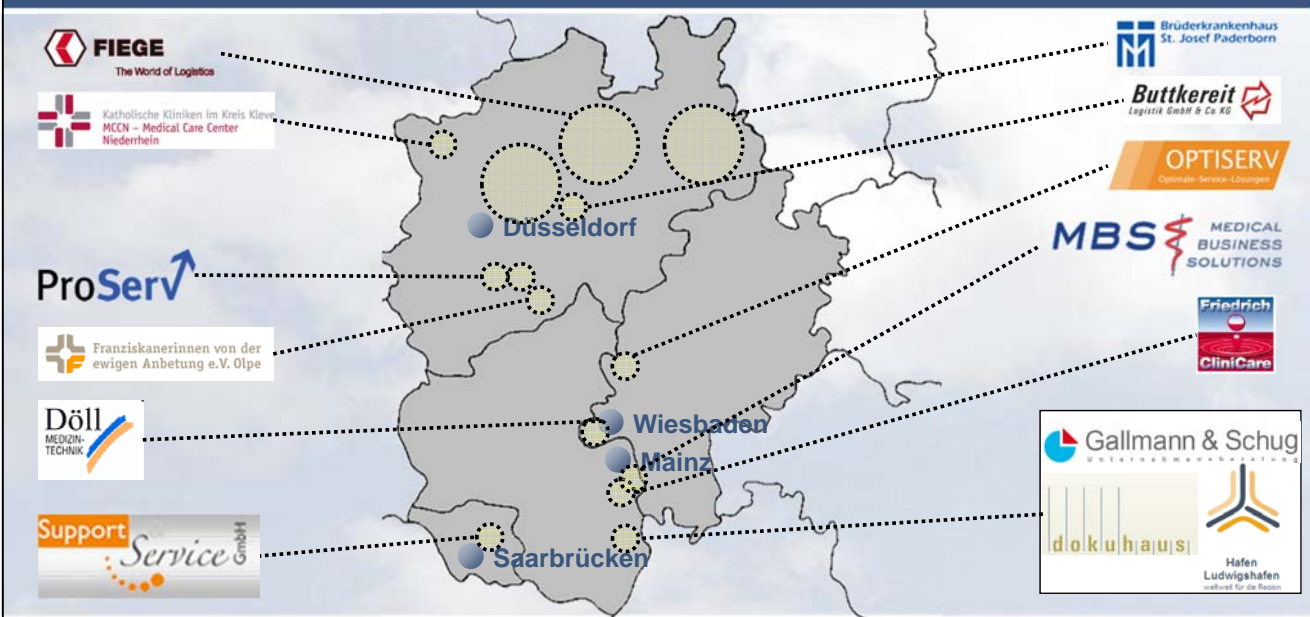 FIEGE
The World of Logistics
Katholische Kliniken im Kreis Kleve
MCCN – Medical Care Center
Niederrhein
ProServ
Franziskanerinnen von der
ewigen Anbetung e.V. Olpe
Döll
MEDIZIN-
TECHNIK
Support
Service GmbH
Düsseldorf
Wiesbaden
Mainz
Saarbrücken
Brüderkrankenhaus
St. Josef Paderborn
Buttkereit
Logistik GmbH & Co. KG
OPTISERV
Optimale-Service-Lösungen
MBS MEDICAL
BUSINESS
SOLUTIONS
Friedrich
CliniCare
Gallmann & Schug
Unternehmensberatung
dokuhaus
Hafen
Ludwigshafen
weltweit für die Region